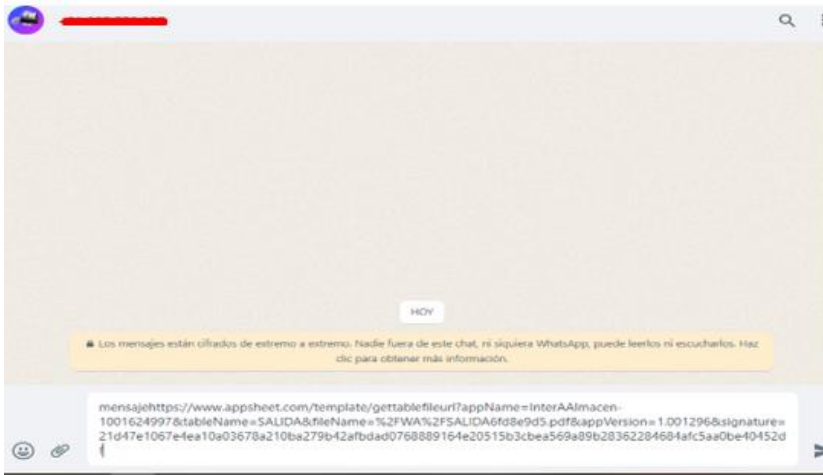 HOY
Los mensajes están cifrados de extremo a extremo. Nadie fuera de este chat, ni siquiera WhatsApp, puede leerlos ni escucharlos. Haz
clic para obtener más información.
mensajehttps://www.appsheet.com/template/gettablefileurl?appName=InterAAlmacen-
1001624997&tableName=SALIDA&fileName=%2FWA%2FSALIDA6fd8e9d5.pdf&appVersion=1.001296&signature=
21d47e1067e4ea10a03678a210ba279b42afbdad0768889164e20515b3cbea569a89b28362284684afc5aa0be40452d
f